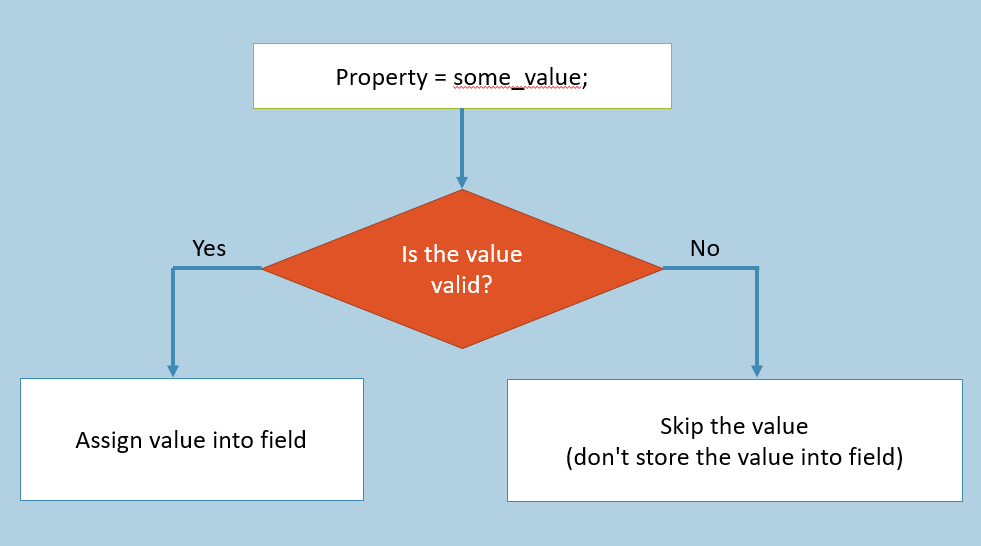 Property = some_value;
Is the value
valid?
Yes
No
Assign value into field
Skip the value
(don't store the value into field)